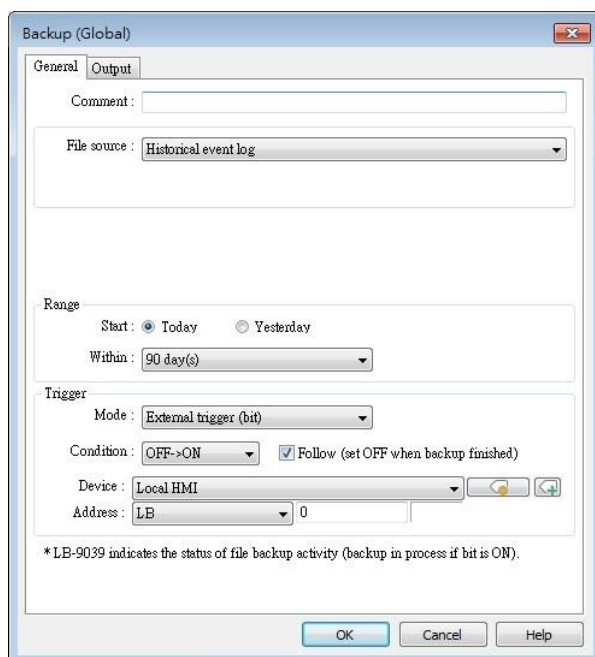 Backup (Global)
General Output
Comment :
File source : Historical event log
Range
Start : Today Yesterday
Within : 90 day(s)
Trigger
Mode : External trigger (bit)
Condition : OFF->ON Follow (set OFF when backup finished)
Device : Local HMI
Address : LB 0
* LB-9039 indicates the status of file backup activity (backup in process if bit is ON).
OK Cancel Help